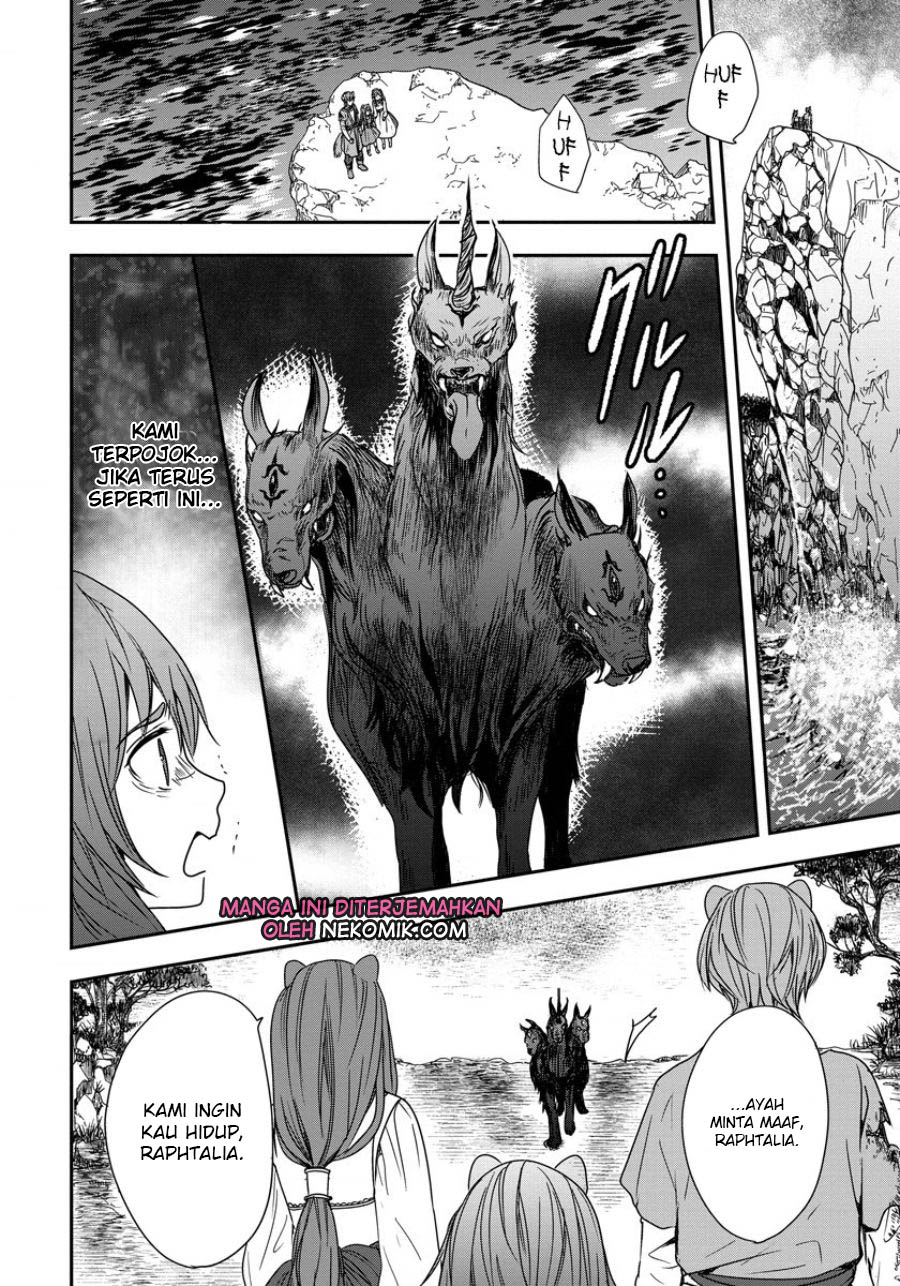 HUF
F
H
UF
F
グルル...
KAMI
TERPOJOK...
JIKA TERUS
SEPERTI INI...
MANGA INI DITERJEMAHKAN
OLEH NEKOMIK.COM
...AYAH
MINTA MAAF,
RAPHTALIA.
KAMI INGIN
KAU HIDUP,
RAPHTALIA.